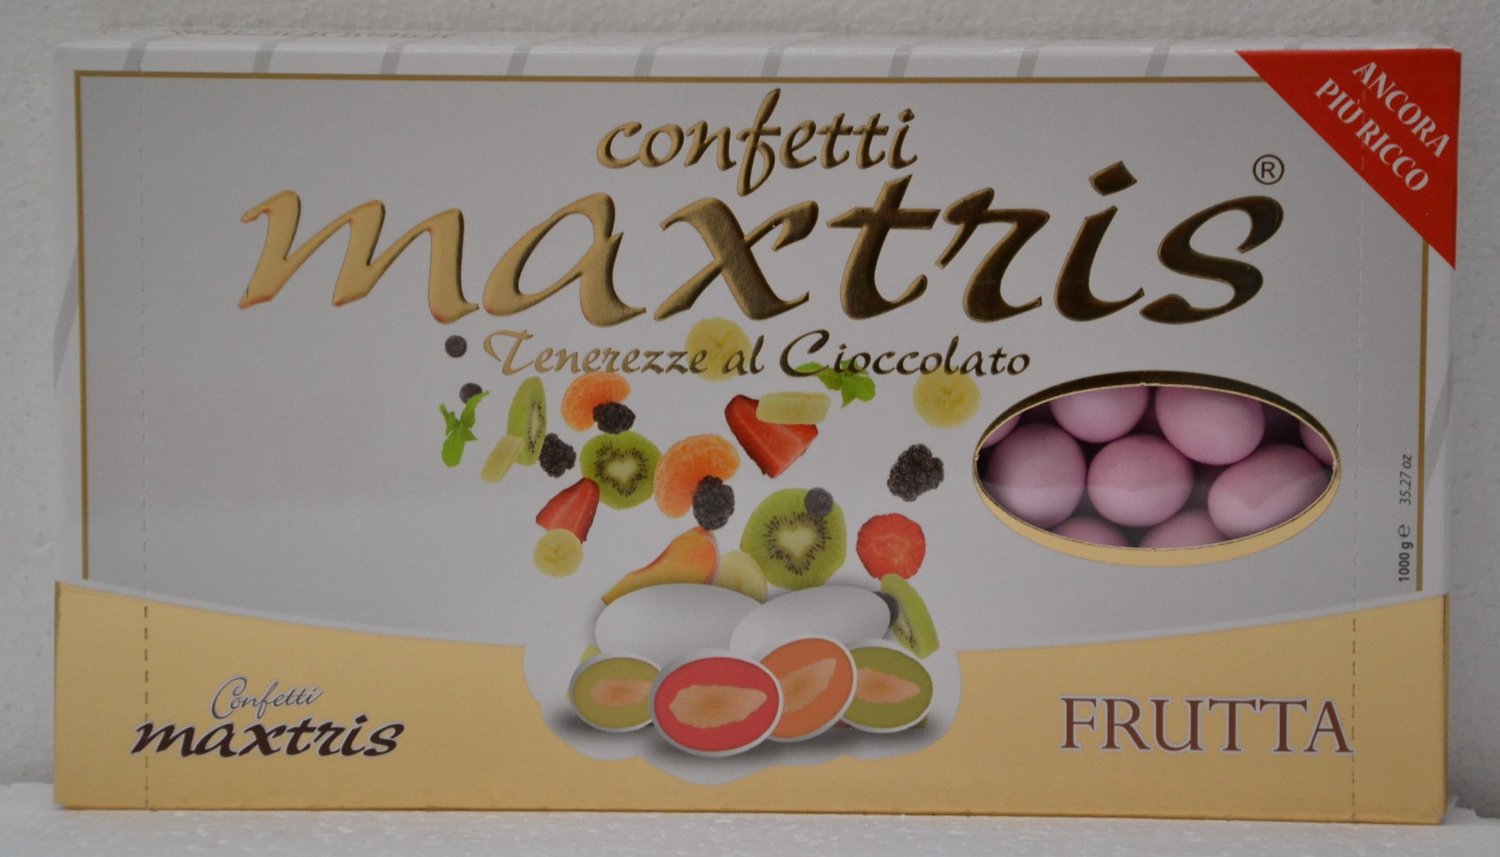 confetti
maxtris ®
Tenerezze al Cioccolato
ANCORA
PIÙ RICCO
1000 g ℮ 35.27 oz
Confetti
maxtris
FRUTTA